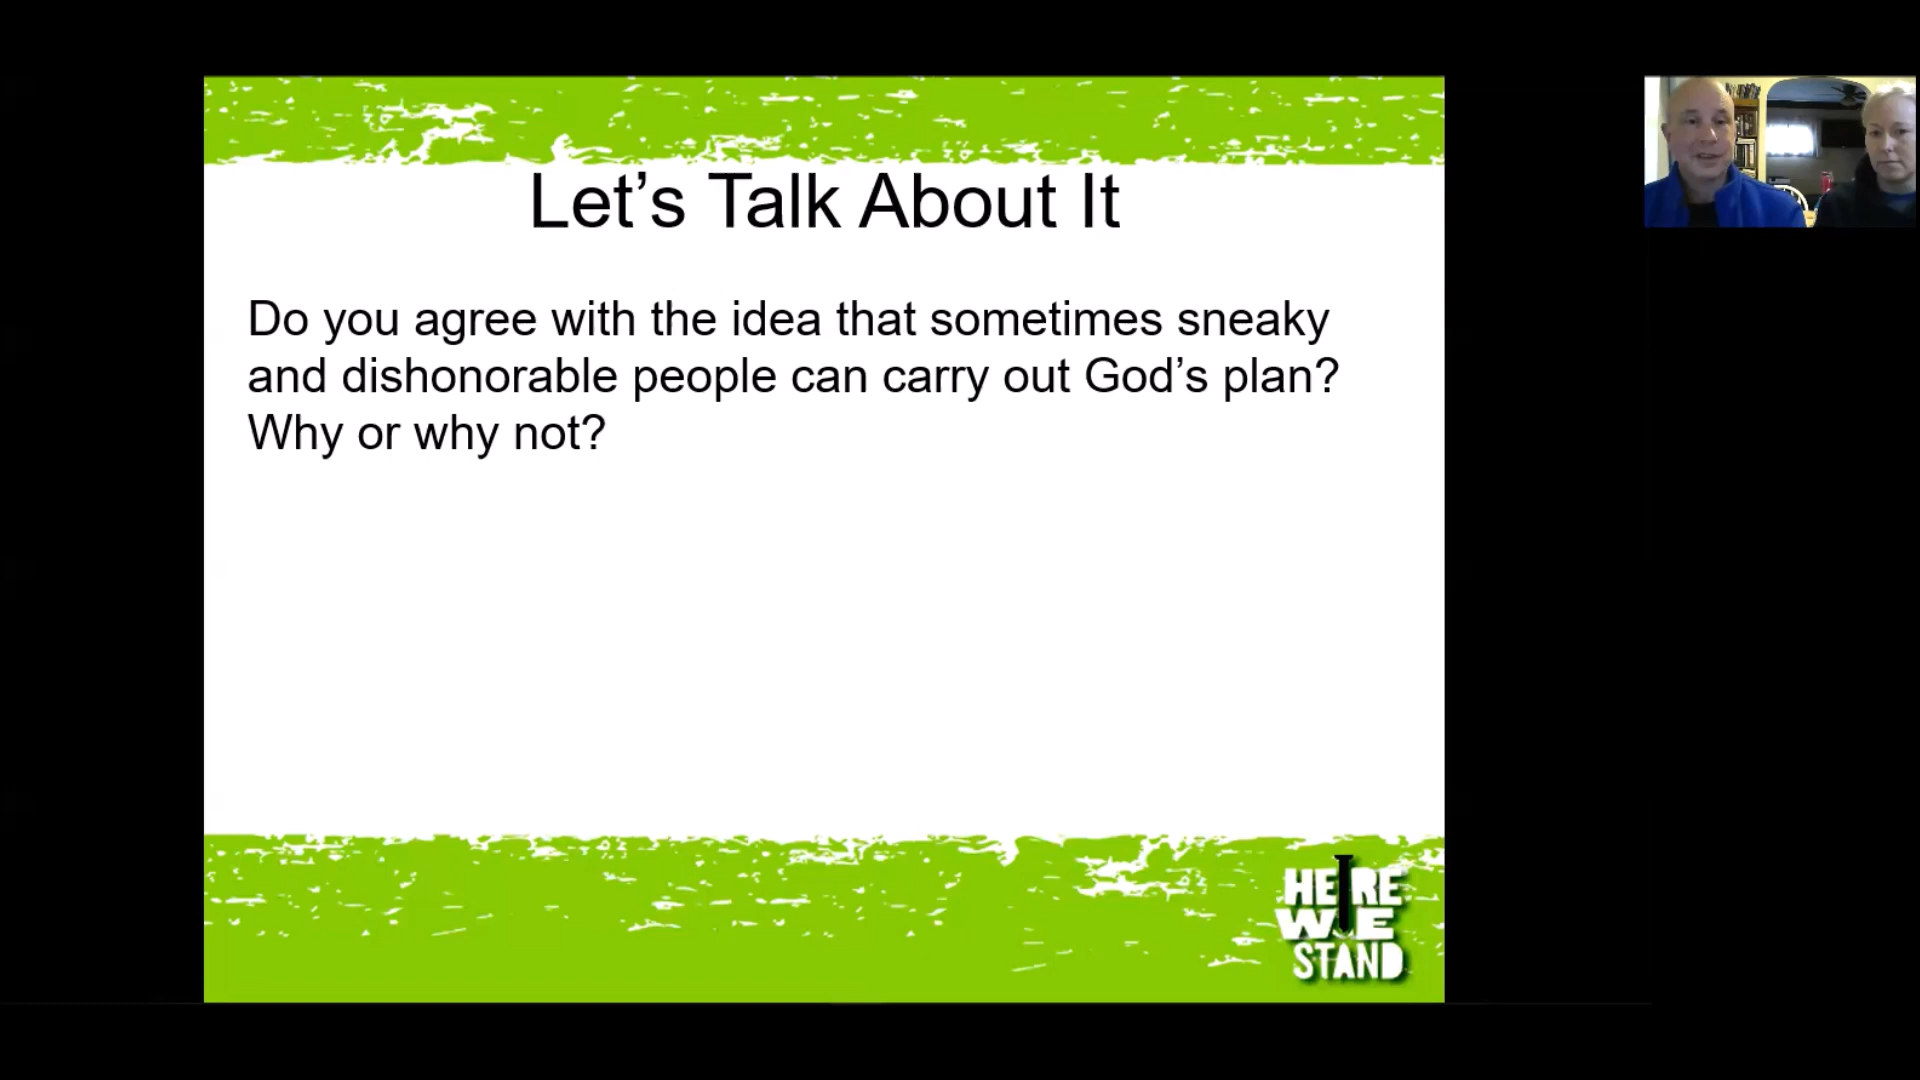 Let’s Talk About It
Do you agree with the idea that sometimes sneaky
and dishonorable people can carry out God’s plan?
Why or why not?
HERE
WE
STAND